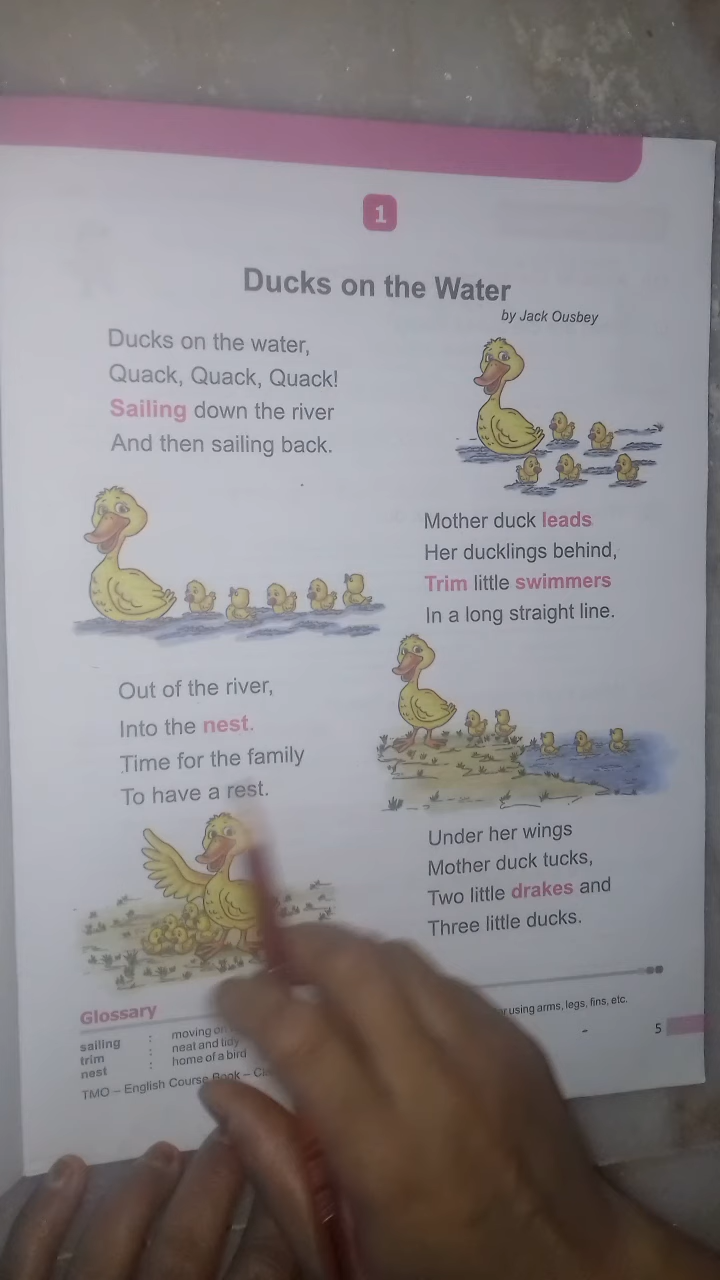 1
Ducks on the Water
by Jack Ousbey
Ducks on the water,
Quack, Quack, Quack!
Sailing down the river
And then sailing back.
Mother duck leads
Her ducklings behind,
Trim little swimmers
In a long straight line.
Out of the river,
Into the nest.
Time for the family
To have a rest.
Under her wings
Mother duck tucks,
Two little drakes and
Three little ducks.
Glossary
sailing : moving on
trim : neat and tidy
nest : home of a bird
using arms, legs, fins, etc.
TMO – English Course Book –
5